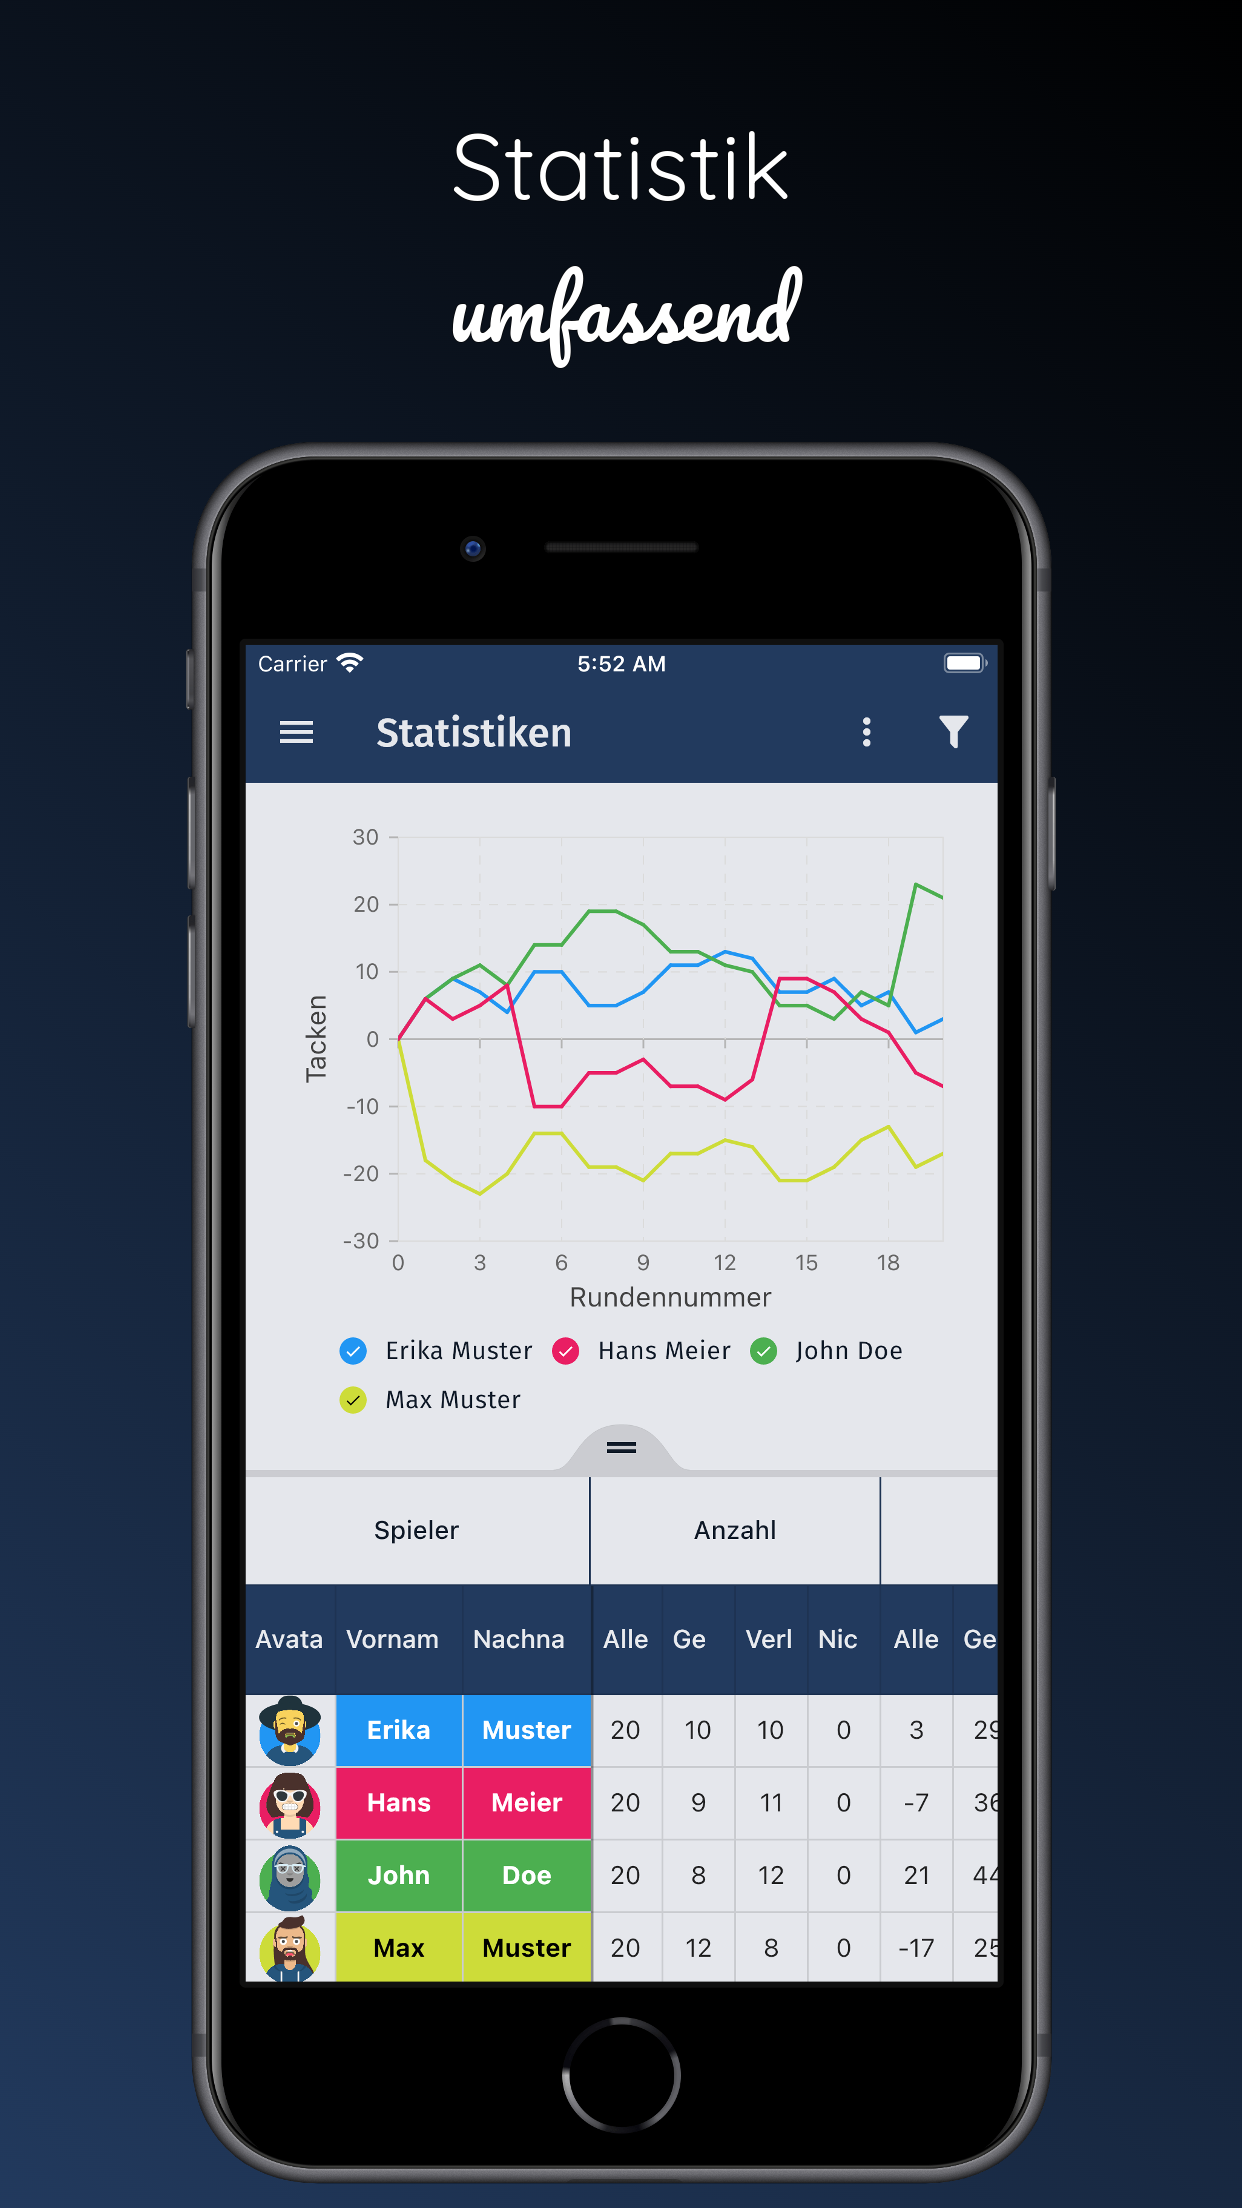 Statistik
umfassend
Carrier 5:52 AM
Statistiken
30
20
10
0
-10
-20
-30
Tacken
0 3 6 9 12 15 18
Rundennummer
Erika Muster Hans Meier John Doe
Max Muster
Spieler Anzahl
Avata Vornam Nachna Alle Ge Verl Nic Alle Ge
Erika Muster 20 10 10 0 3 29
Hans Meier 20 9 11 0 -7 36
John Doe 20 8 12 0 21 44
Max Muster 20 12 8 0 -17 25